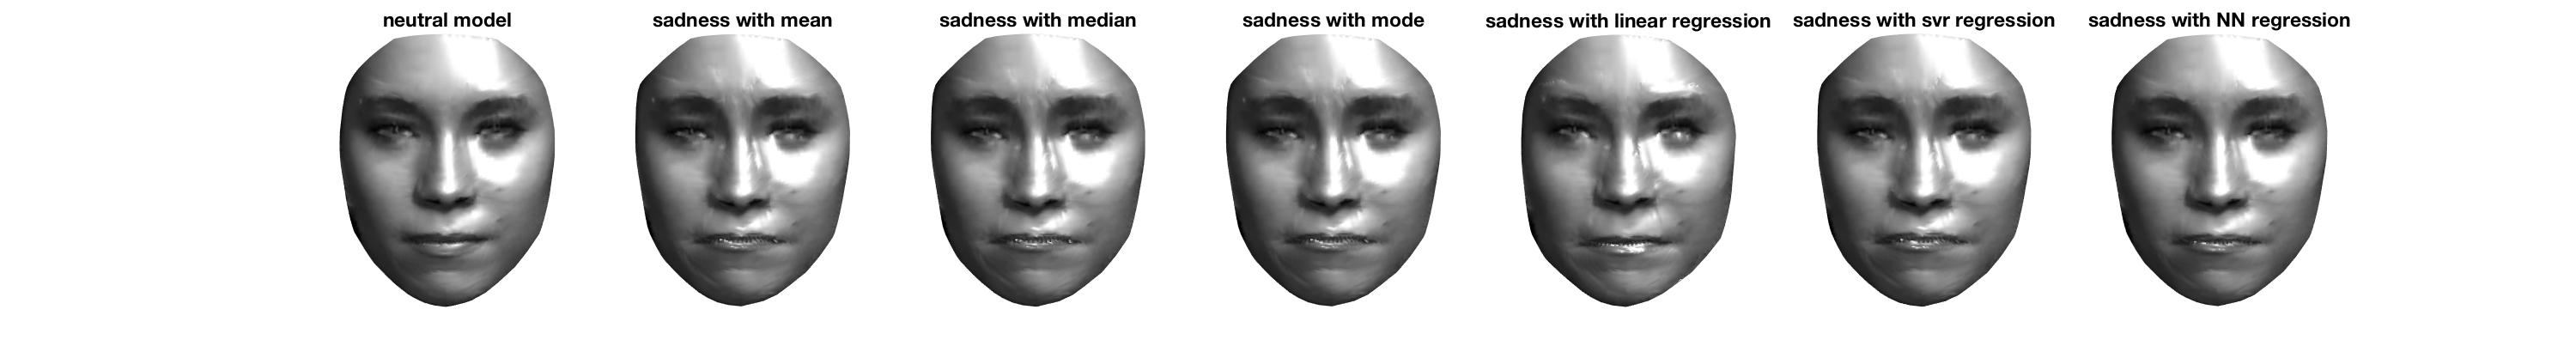 neutral model
sadness with mean
sadness with median
sadness with mode
sadness with linear regression
sadness with svr regression
sadness with NN regression